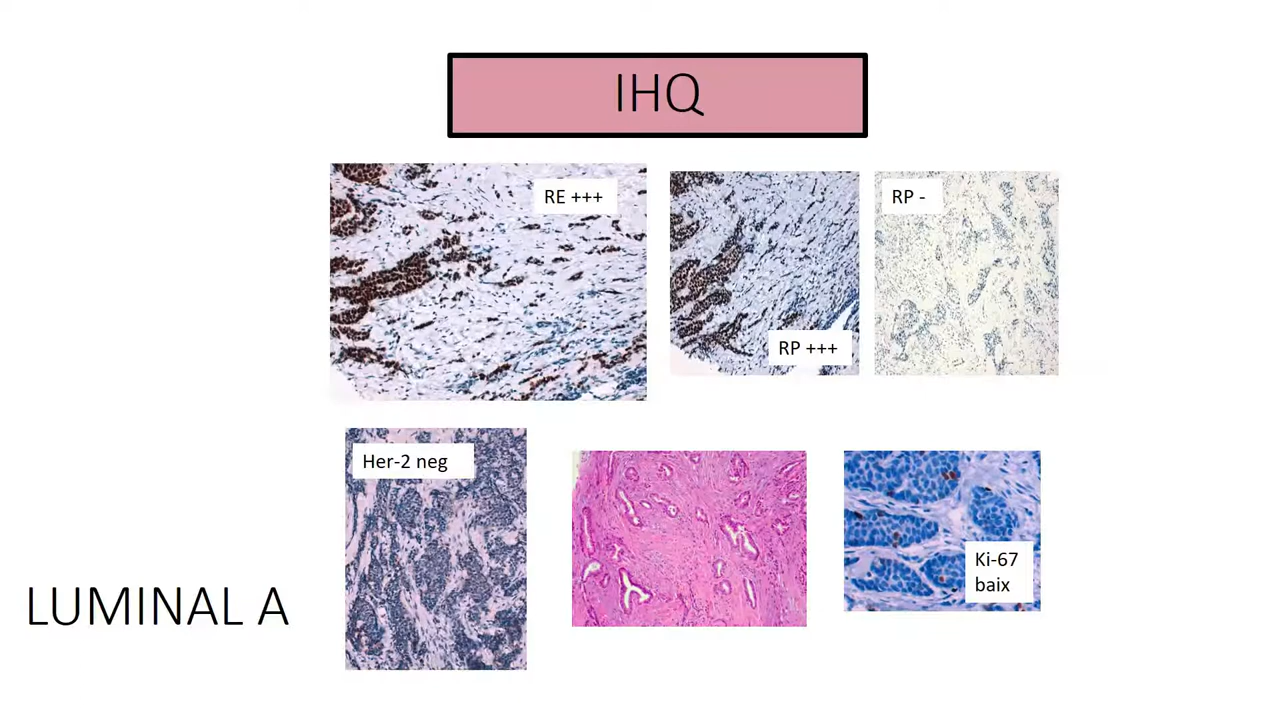 IHQ
RE +++
RP +++
RP -
Her-2 neg
Ki-67
baix
LUMINAL A